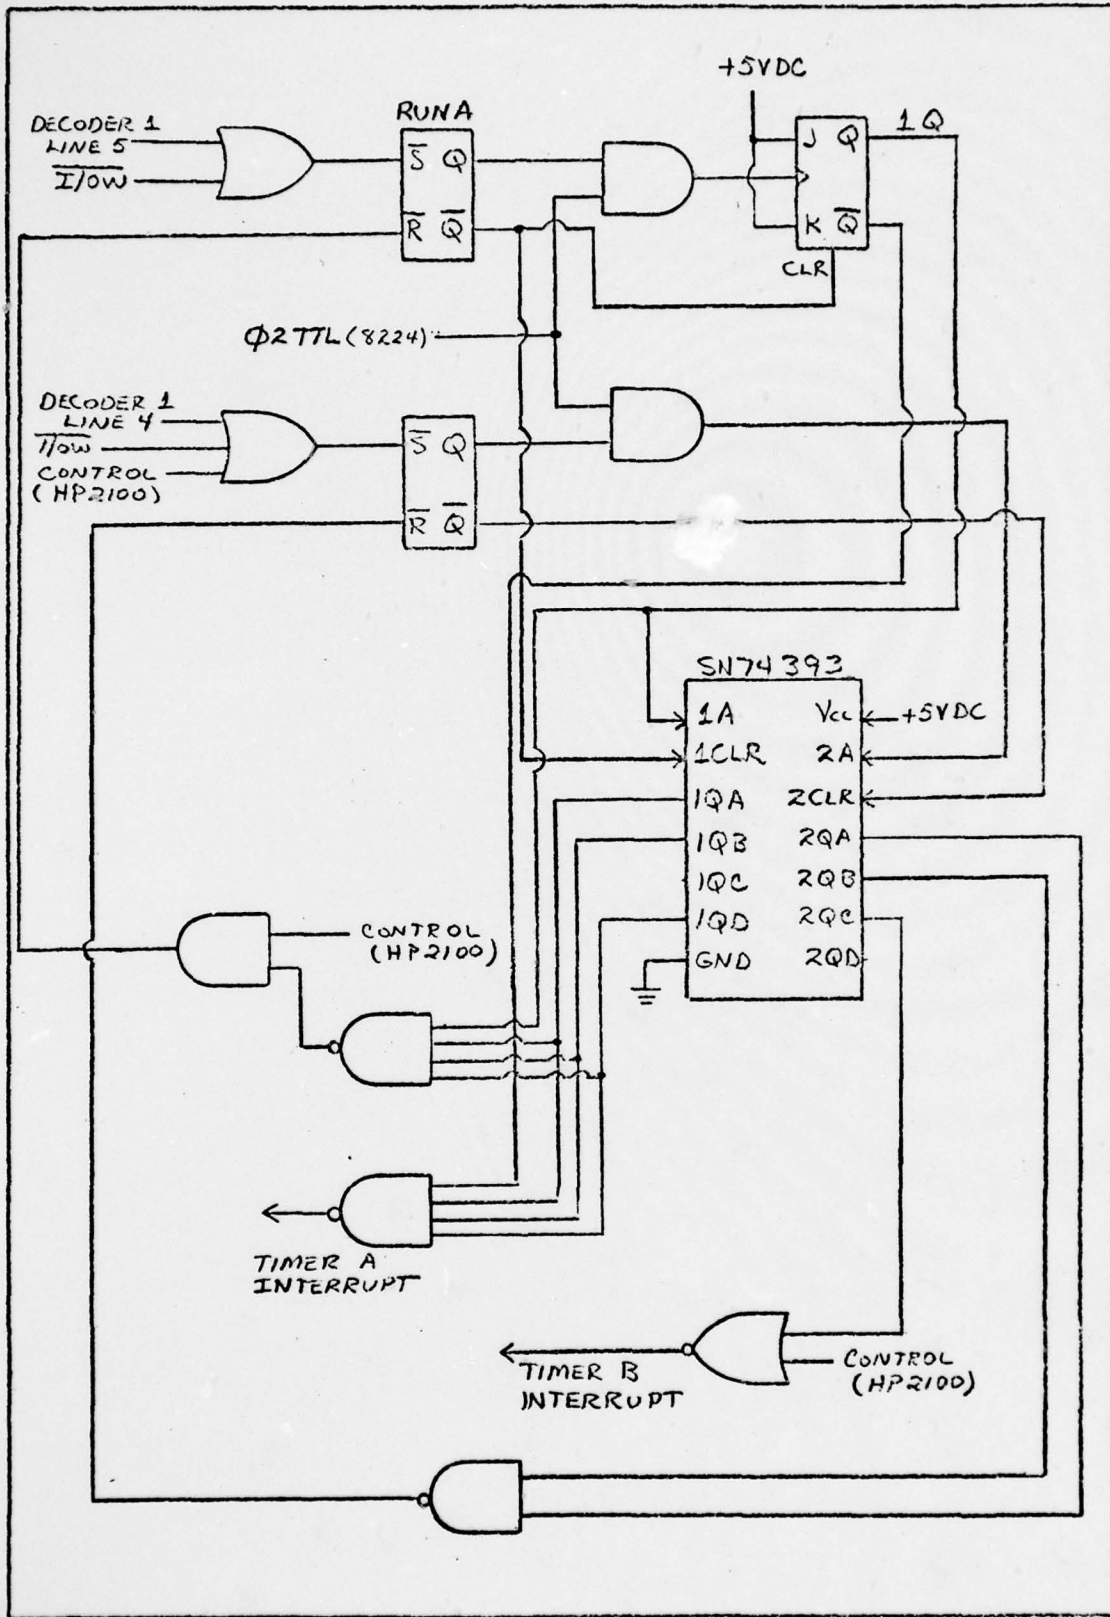 +5VDC
DECODER 1
LINE 5
I/OW
RUNA
S Q
R Q
J Q
K Q
1Q
CLR
Φ2TTL(8224)
DECODER 1
LINE 4
I/OW
CONTROL
(HP2100)
S Q
R Q
SN74393
1A Vcc +5VDC
1CLR 2A
1QA 2CLR
1QB 2QA
1QC 2QB
1QD 2QC
GND 2QD
CONTROL
(HP2100)
TIMER A
INTERRUPT
TIMER B
INTERRUPT
CONTROL
(HP2100)